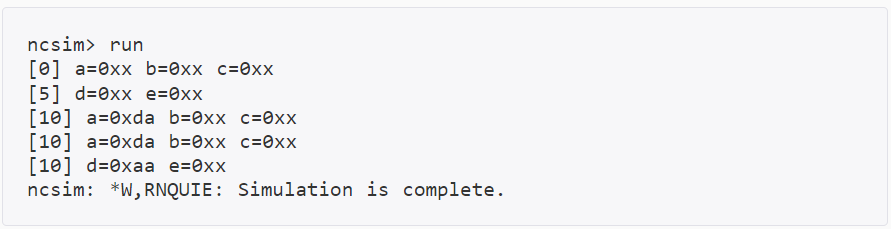 ncsim> run
[0] a=0xx b=0xx c=0xx
[5] d=0xx e=0xx
[10] a=0xda b=0xx c=0xx
[10] a=0xda b=0xx c=0xx
[10] d=0xaa e=0xx
ncsim: *W,RNQUIE: Simulation is complete.